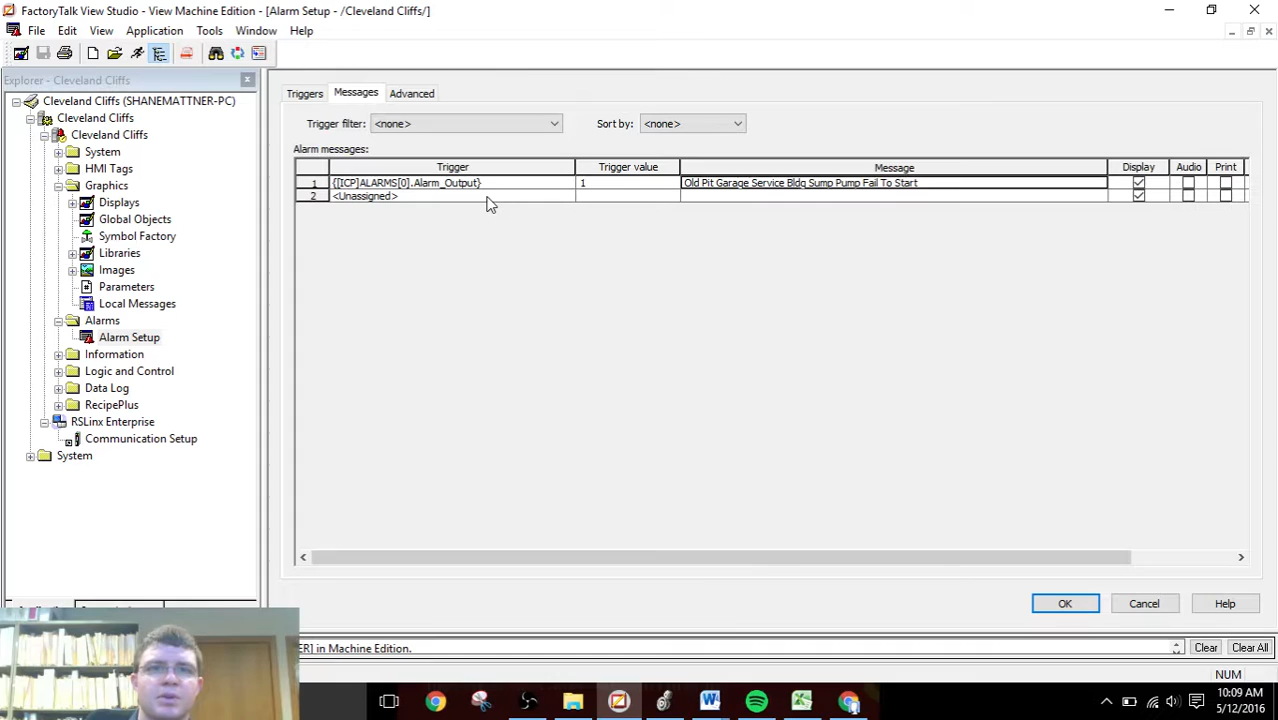 FactoryTalk View Studio - View Machine Edition - [Alarm Setup - /Cleveland Cliffs/]
File Edit View Application Tools Window Help
Explorer - Cleveland Cliffs
Cleveland Cliffs (SHANEMATTNER-PC)
Cleveland Cliffs
Cleveland Cliffs
System
HMI Tags
Graphics
Displays
Global Objects
Symbol Factory
Libraries
Images
Parameters
Local Messages
Alarms
Alarm Setup
Information
Logic and Control
Data Log
RecipePlus
RSLinx Enterprise
Communication Setup
System
Triggers Messages Advanced
Trigger filter: <none> Sort by: <none>
Alarm messages:
Trigger Trigger value Message Display Audio Print
1 {[ICP]ALARMS[0].Alarm_Output} 1 Old Pit Garage Service Bldg Sump Pump Fail To Start
2 <Unassigned>
OK Cancel Help
ER] in Machine Edition. Clear Clear All
NUM
10:09 AM
5/12/2016